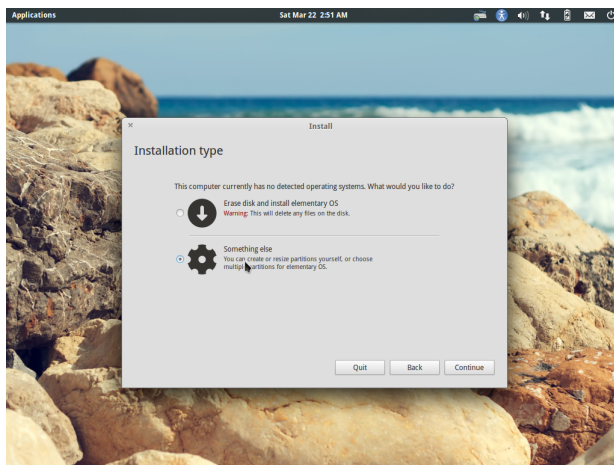 Applications
Sat Mar 22 2:51 AM
Install
Installation type
This computer currently has no detected operating systems. What would you like to do?
Erase disk and install elementary OS
Warning: This will delete any files on the disk.
Something else
You can create or resize partitions yourself, or choose
multiple partitions for elementary OS.
Quit
Back
Continue